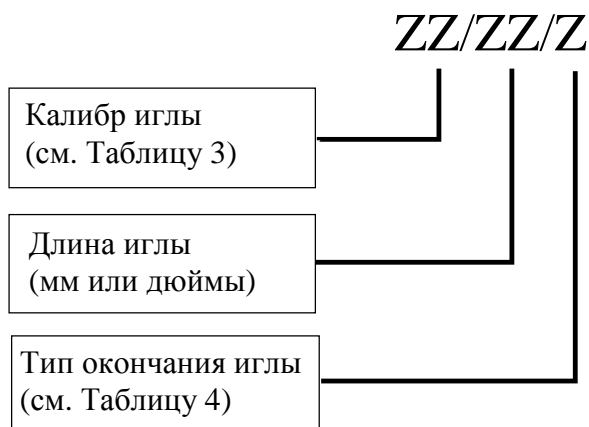 ZZ/ZZ/Z
Калибр иглы
(см. Таблицу 3)
Длина иглы
(мм или дюймы)
Тип окончания иглы
(см. Таблицу 4)